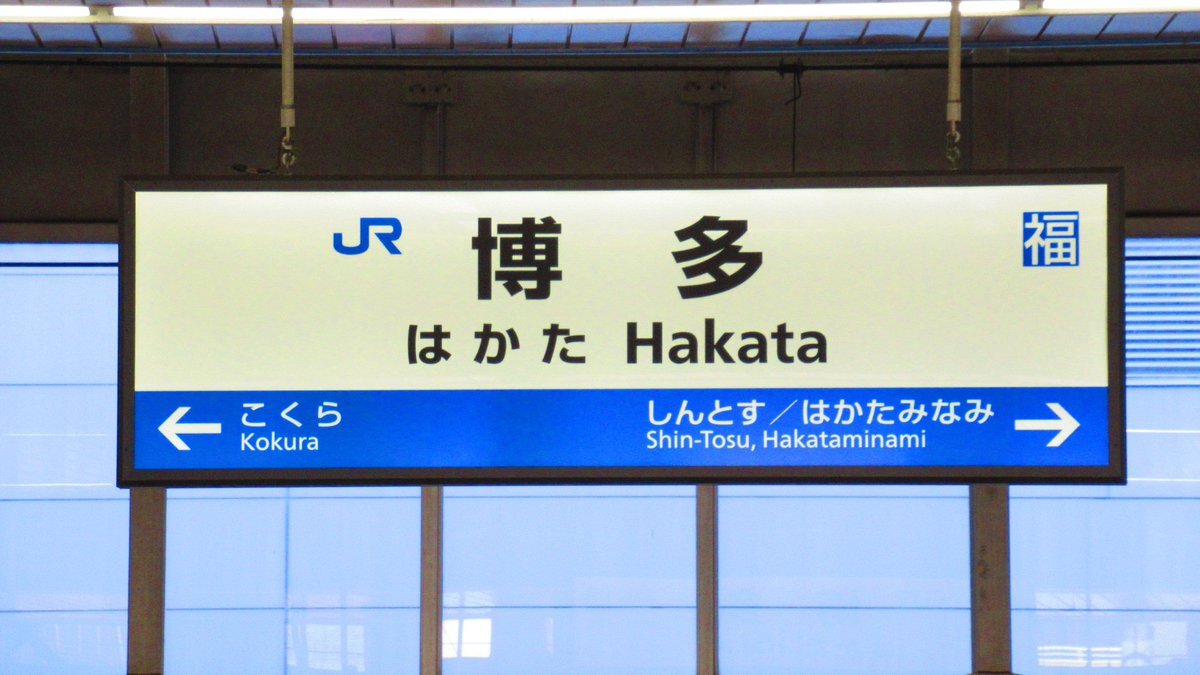 JR 博多 福
はかた Hakata
← こくら しんとす/はかたみなみ →
Kokura Shin-Tosu, Hakataminami